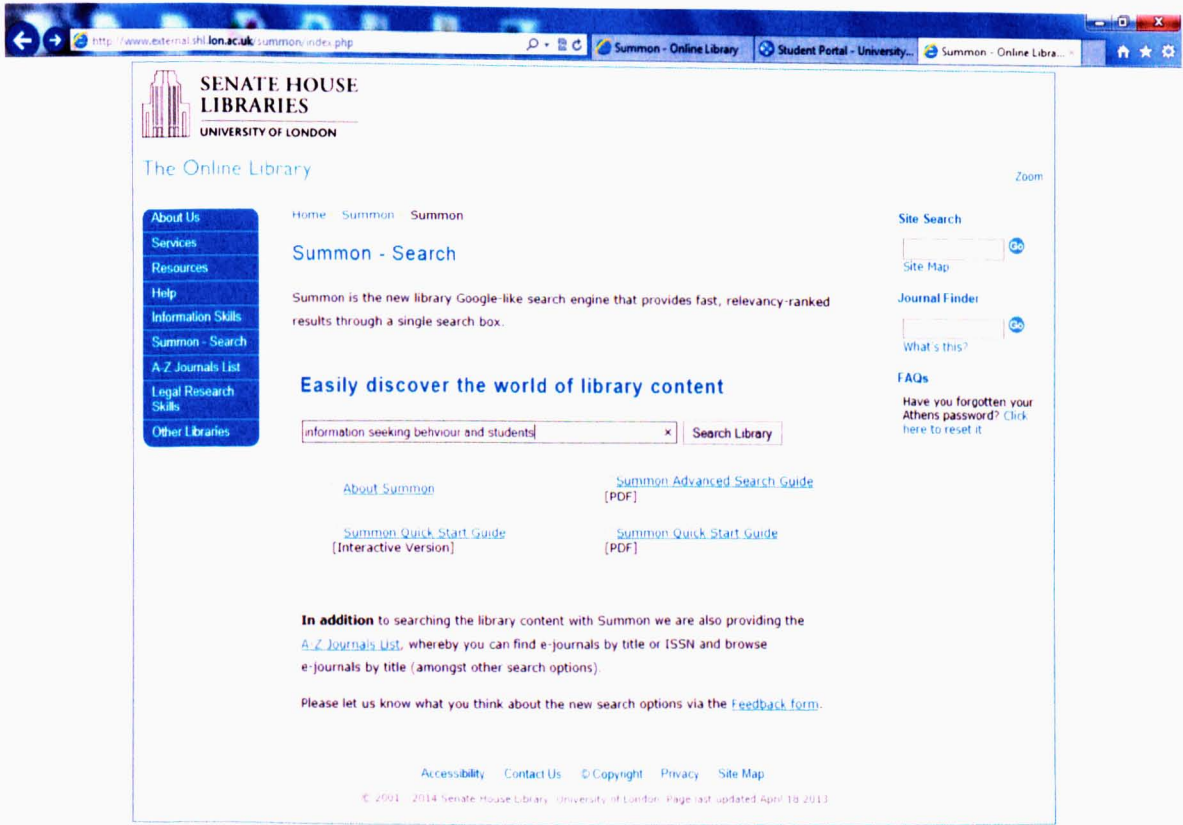 http://www.external.shl.lon.ac.uk/summon/index.php
Summon - Online Library
Student Portal - University...
Summon - Online Libra...
SENATE HOUSE
LIBRARIES
UNIVERSITY OF LONDON
The Online Library
Zoom
About Us
Services
Resources
Help
Information Skills
Summon - Search
A-Z Journals List
Legal Research
Skills
Other Libraries
Home Summon Summon
Summon - Search
Summon is the new library Google-like search engine that provides fast, relevancy-ranked
results through a single search box.
Easily discover the world of library content
information seeking behviour and students
Search Library
About Summon
Summon Advanced Search Guide
[PDF]
Summon Quick Start Guide
[Interactive Version]
Summon Quick Start Guide
[PDF]
In addition to searching the library content with Summon we are also providing the
A-Z Journals List, whereby you can find e-journals by title or ISSN and browse
e-journals by title (amongst other search options).
Please let us know what you think about the new search options via the Feedback form.
Site Search
Go
Site Map
Journal Finder
Go
What's this?
FAQs
Have you forgotten your
Athens password? Click
here to reset it
Accessibility Contact Us © Copyright Privacy Site Map
© 2001 - 2014 Senate House Library, University of London. Page last updated April 18 2013